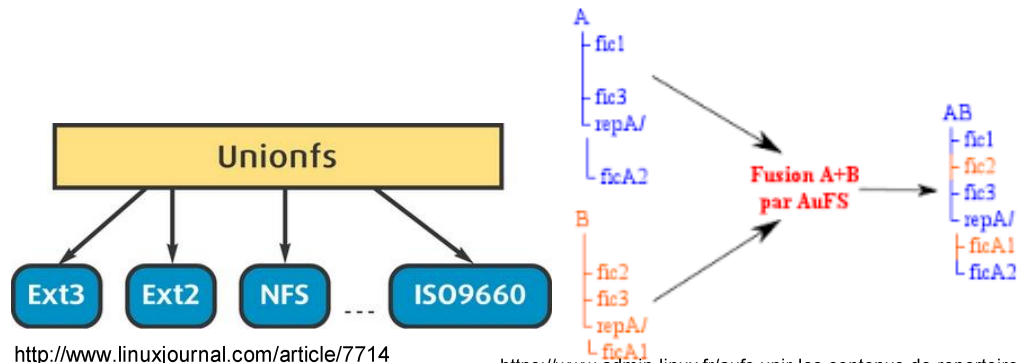 Unionfs
Ext3
Ext2
NFS
....
ISO9660
http://www.linuxjournal.com/article/7714
A
fic1
fic3
repA/
ficA2
B
fic2
fic3
repA/
ficA1
Fusion A+B
par AuFS
AB
fic1
fic2
fic3
repA/
ficA1
ficA2